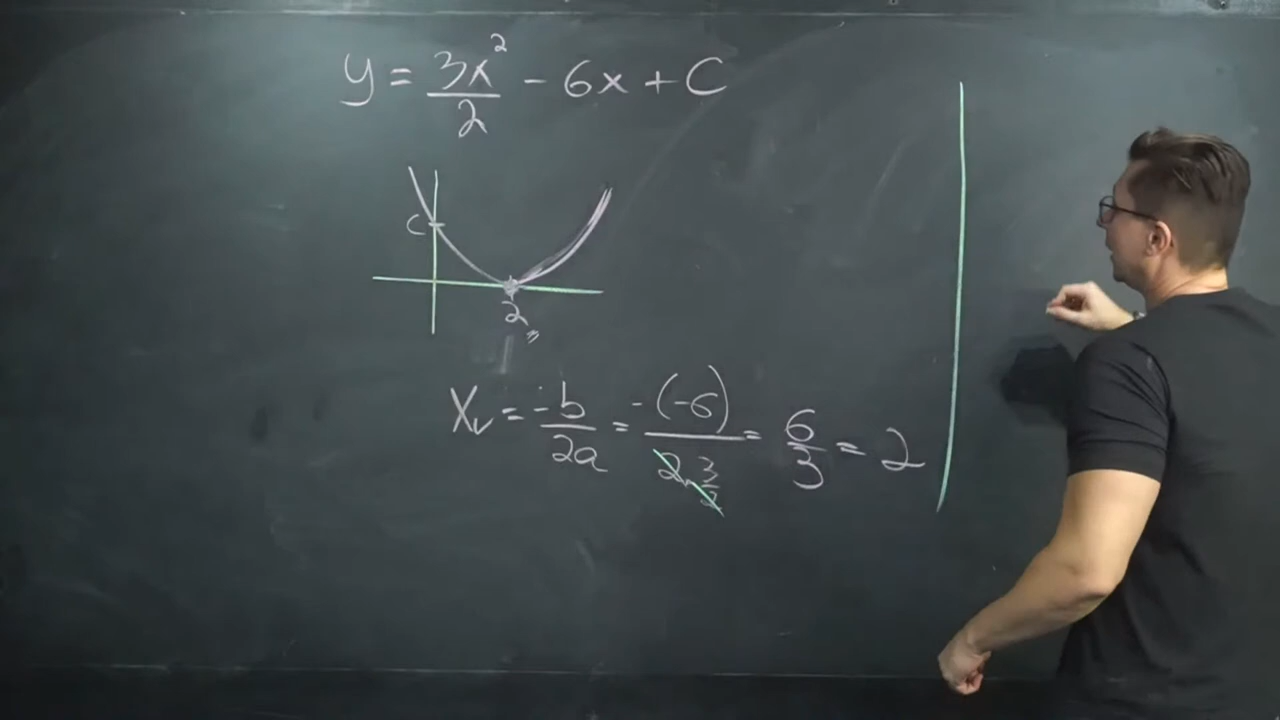 y = 3x²/2 - 6x + C
C
2
Xv = -b/2a = -(-6)/2·3/2 = 6/3 = 2